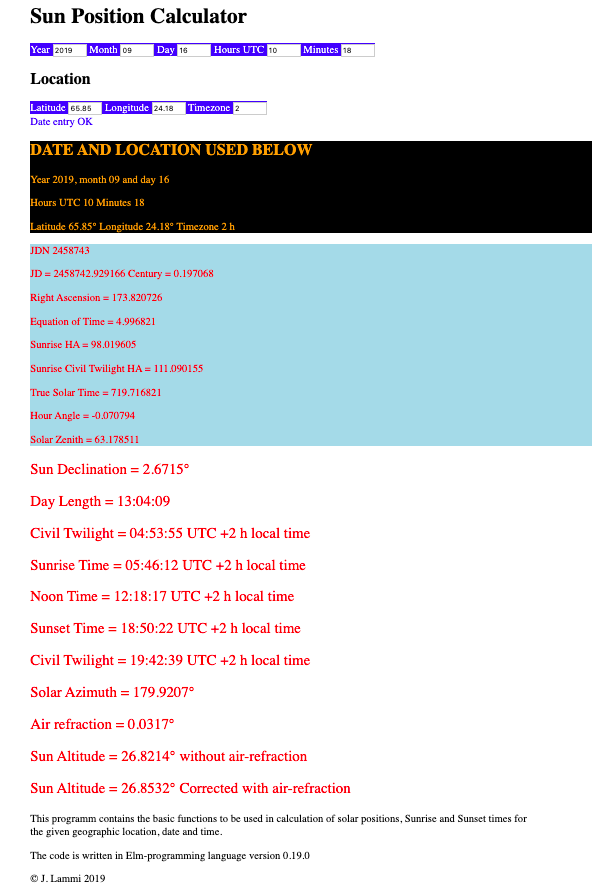 Sun Position Calculator
Year 2019 Month 09 Day 16 Hours UTC 10 Minutes 18
Location
Latitude 65.85 Longitude 24.18 Timezone 2
Date entry OK
DATE AND LOCATION USED BELOW
Year 2019, month 09 and day 16
Hours UTC 10 Minutes 18
Latitude 65.85° Longitude 24.18° Timezone 2 h
JDN 2458743
JD = 2458742.929166 Century = 0.197068
Right Ascension = 173.820726
Equation of Time = 4.996821
Sunrise HA = 98.019605
Sunrise Civil Twilight HA = 111.090155
True Solar Time = 719.716821
Hour Angle = -0.070794
Solar Zenith = 63.178511
Sun Declination = 2.6715°
Day Length = 13:04:09
Civil Twilight = 04:53:55 UTC +2 h local time
Sunrise Time = 05:46:12 UTC +2 h local time
Noon Time = 12:18:17 UTC +2 h local time
Sunset Time = 18:50:22 UTC +2 h local time
Civil Twilight = 19:42:39 UTC +2 h local time
Solar Azimuth = 179.9207°
Air refraction = 0.0317°
Sun Altitude = 26.8214° without air-refraction
Sun Altitude = 26.8532° Corrected with air-refraction
This programm contains the basic functions to be used in calculation of solar positions, Sunrise and Sunset times for
the given geographic location, date and time.
The code is written in Elm-programming language version 0.19.0
© J. Lammi 2019